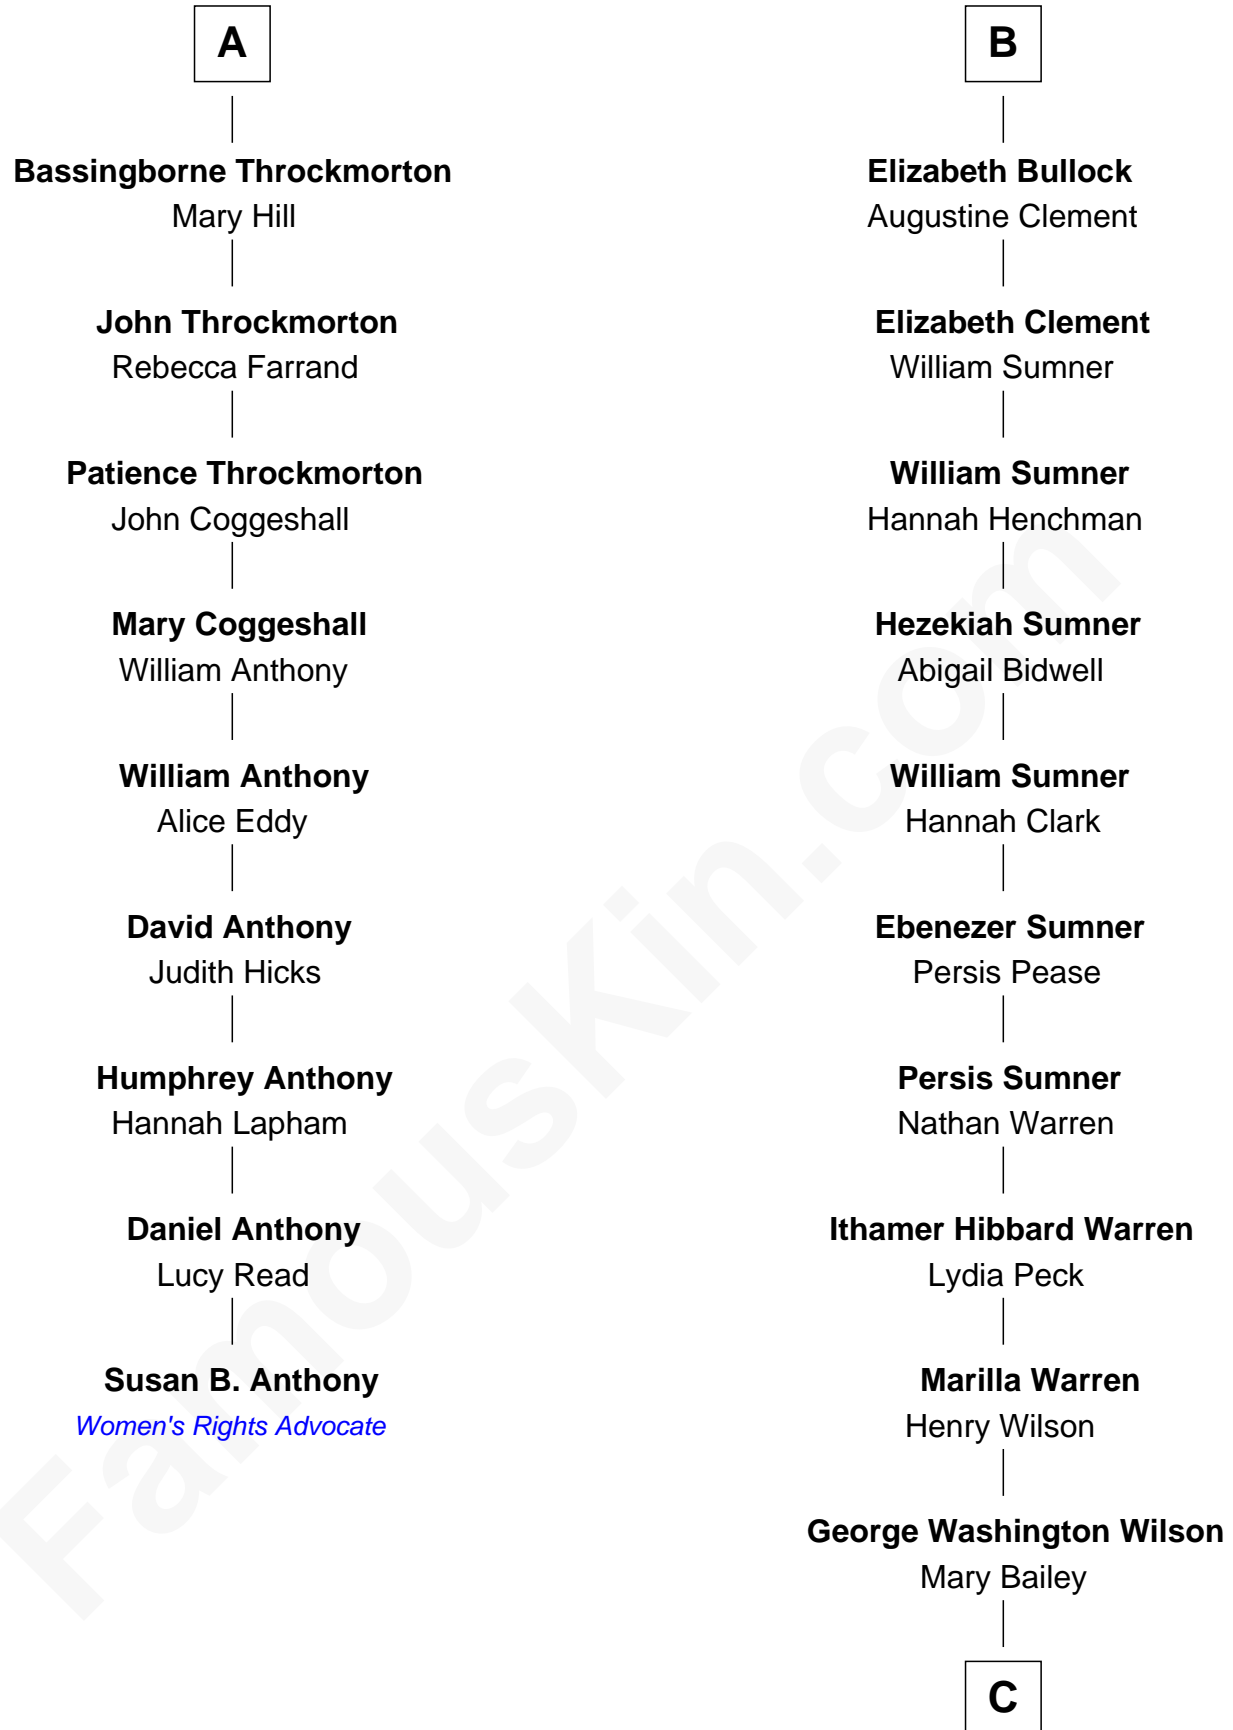 A
Bassingborne Throckmorton
Mary Hill
John Throckmorton
Rebecca Farrand
Patience Throckmorton
John Coggeshall
Mary Coggeshall
William Anthony
William Anthony
Alice Eddy
David Anthony
Judith Hicks
Humphrey Anthony
Hannah Lapham
Daniel Anthony
Lucy Read
Susan B. Anthony
Women's Rights Advocate
B
Elizabeth Bullock
Augustine Clement
Elizabeth Clement
William Sumner
William Sumner
Hannah Henchman
Hezekiah Sumner
Abigail Bidwell
William Sumner
Hannah Clark
Ebenezer Sumner
Persis Pease
Persis Sumner
Nathan Warren
Ithamer Hibbard Warren
Lydia Peck
Marilla Warren
Henry Wilson
George Washington Wilson
Mary Bailey
C
FamousKin.com